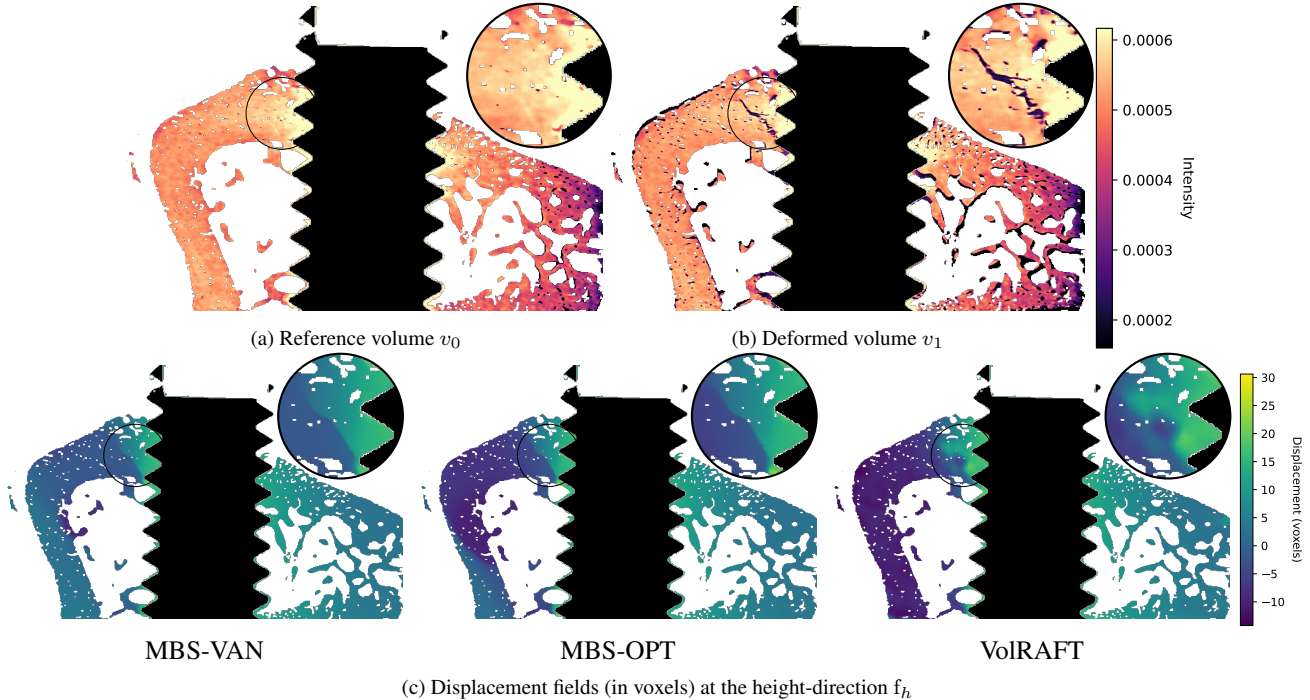 0.0006
0.0005
0.0004
0.0003
0.0002
Intensity
(a) Reference volume v₀
(b) Deformed volume v₁
30
25
20
15
10
5
0
−5
−10
Displacement (voxels)
MBS-VAN
MBS-OPT
VolRAFT
(c) Displacement fields (in voxels) at the height-direction fₕ